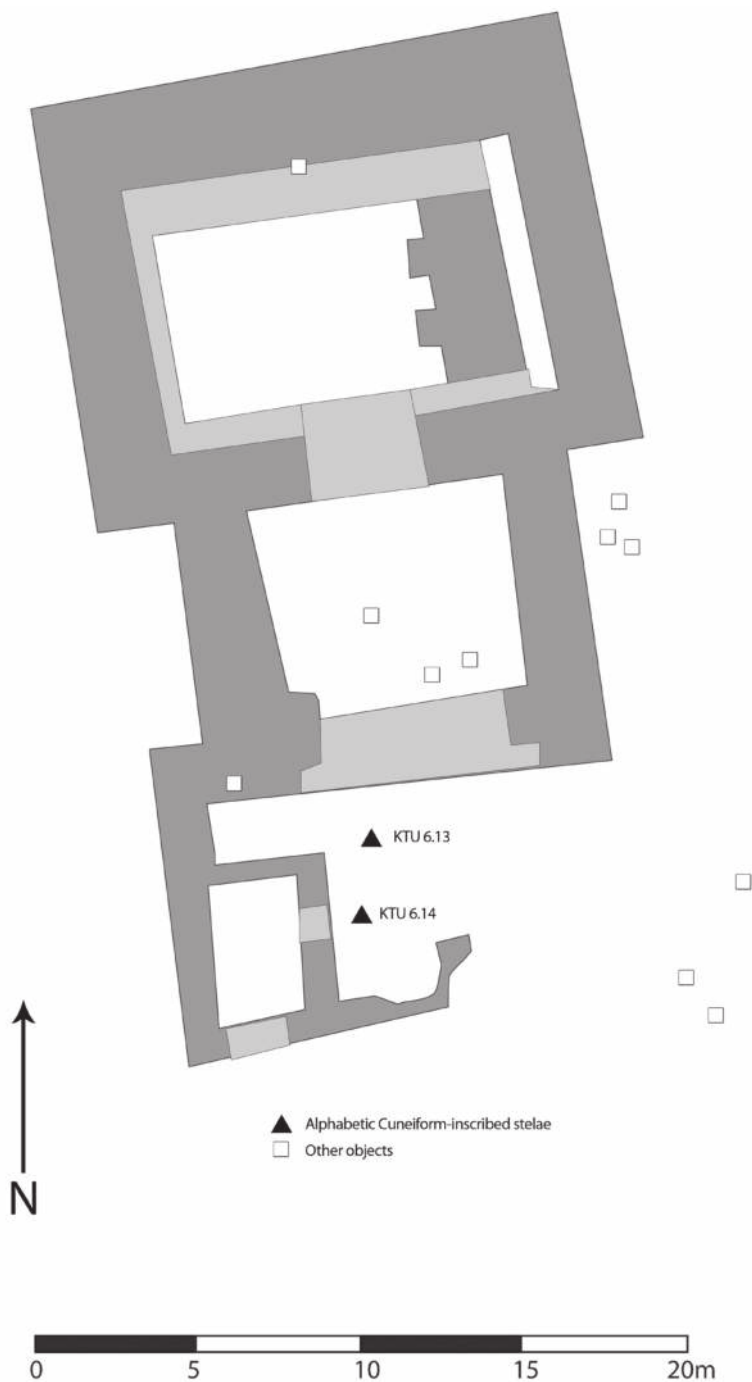 KTU 6.13
KTU 6.14
Alphabetic Cuneiform-inscribed stelae
Other objects
N
0 5 10 15 20m